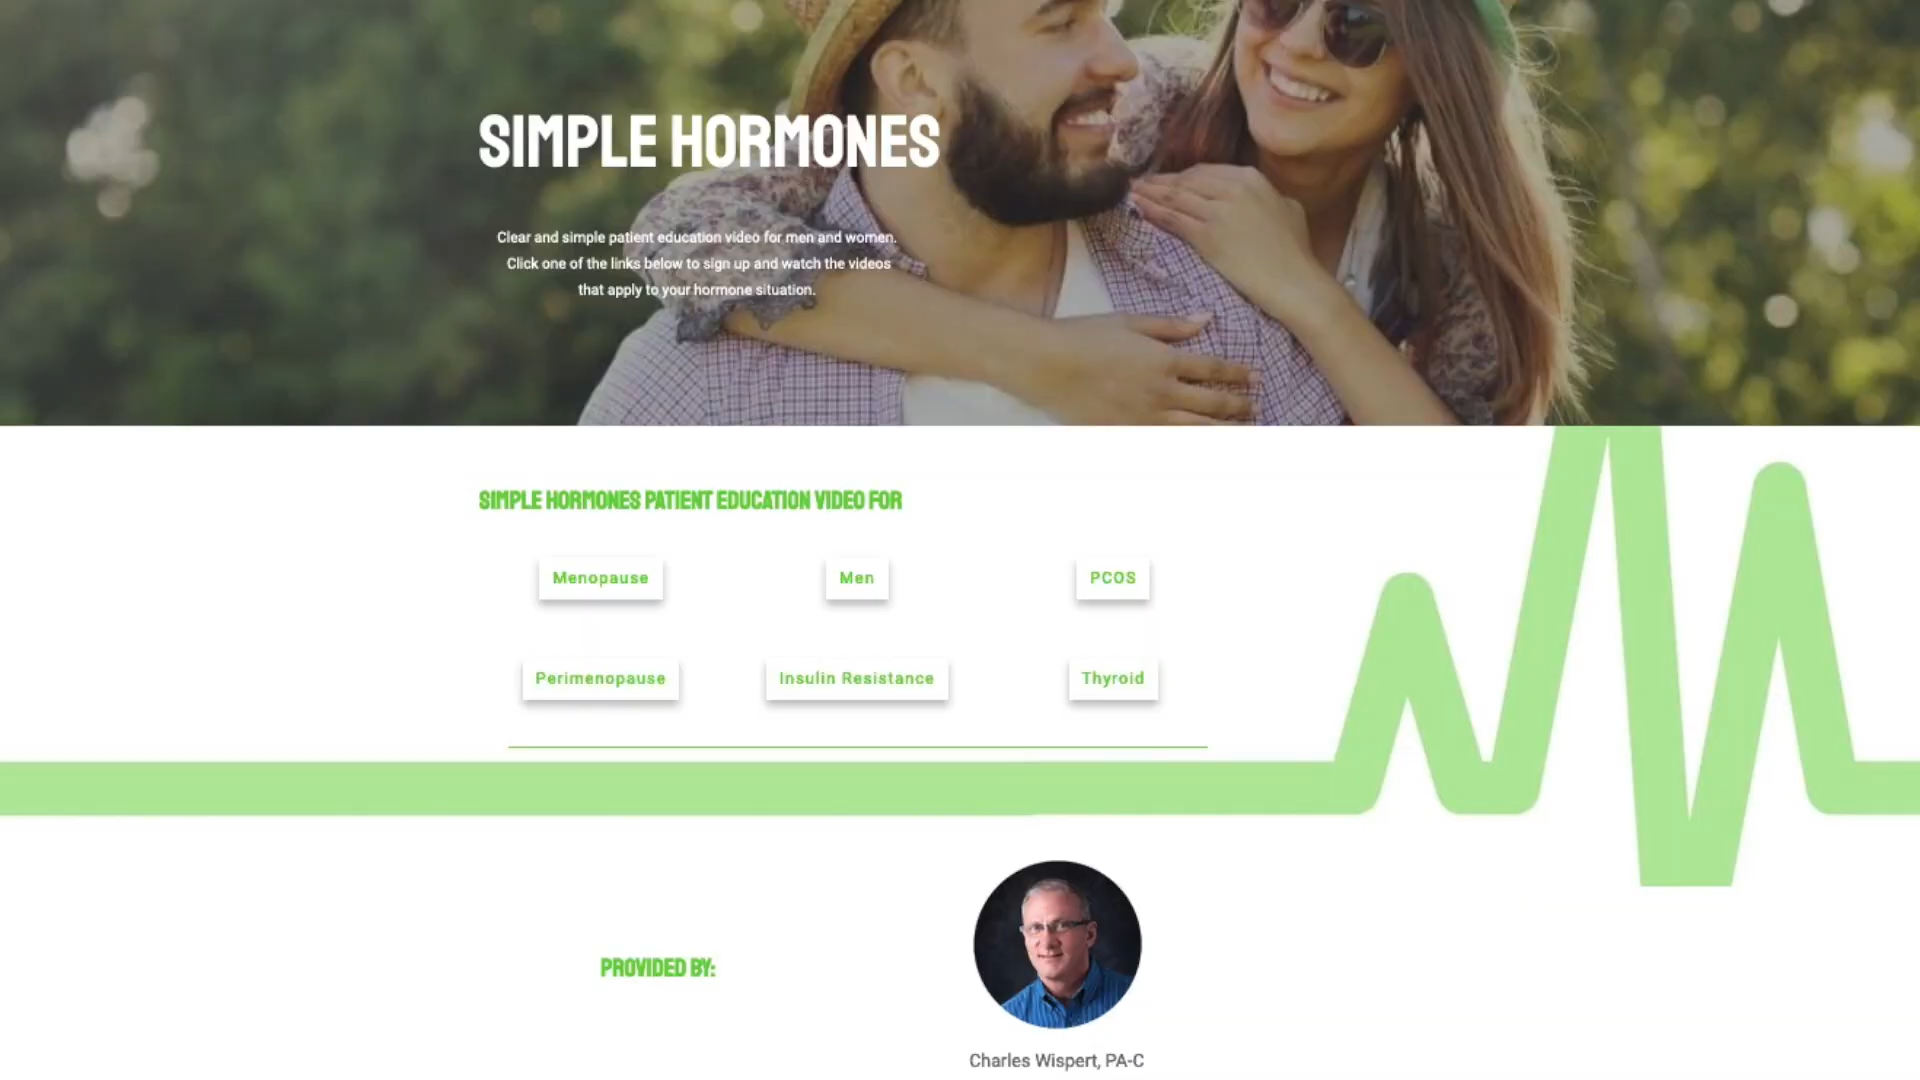 SIMPLE HORMONES
Clear and simple patient education video for men and women.
Click one of the links below to sign up and watch the videos
that apply to your hormone situation.
SIMPLE HORMONES PATIENT EDUCATION VIDEO FOR
Menopause
Men
PCOS
Perimenopause
Insulin Resistance
Thyroid
PROVIDED BY:
Charles Wispert, PA-C